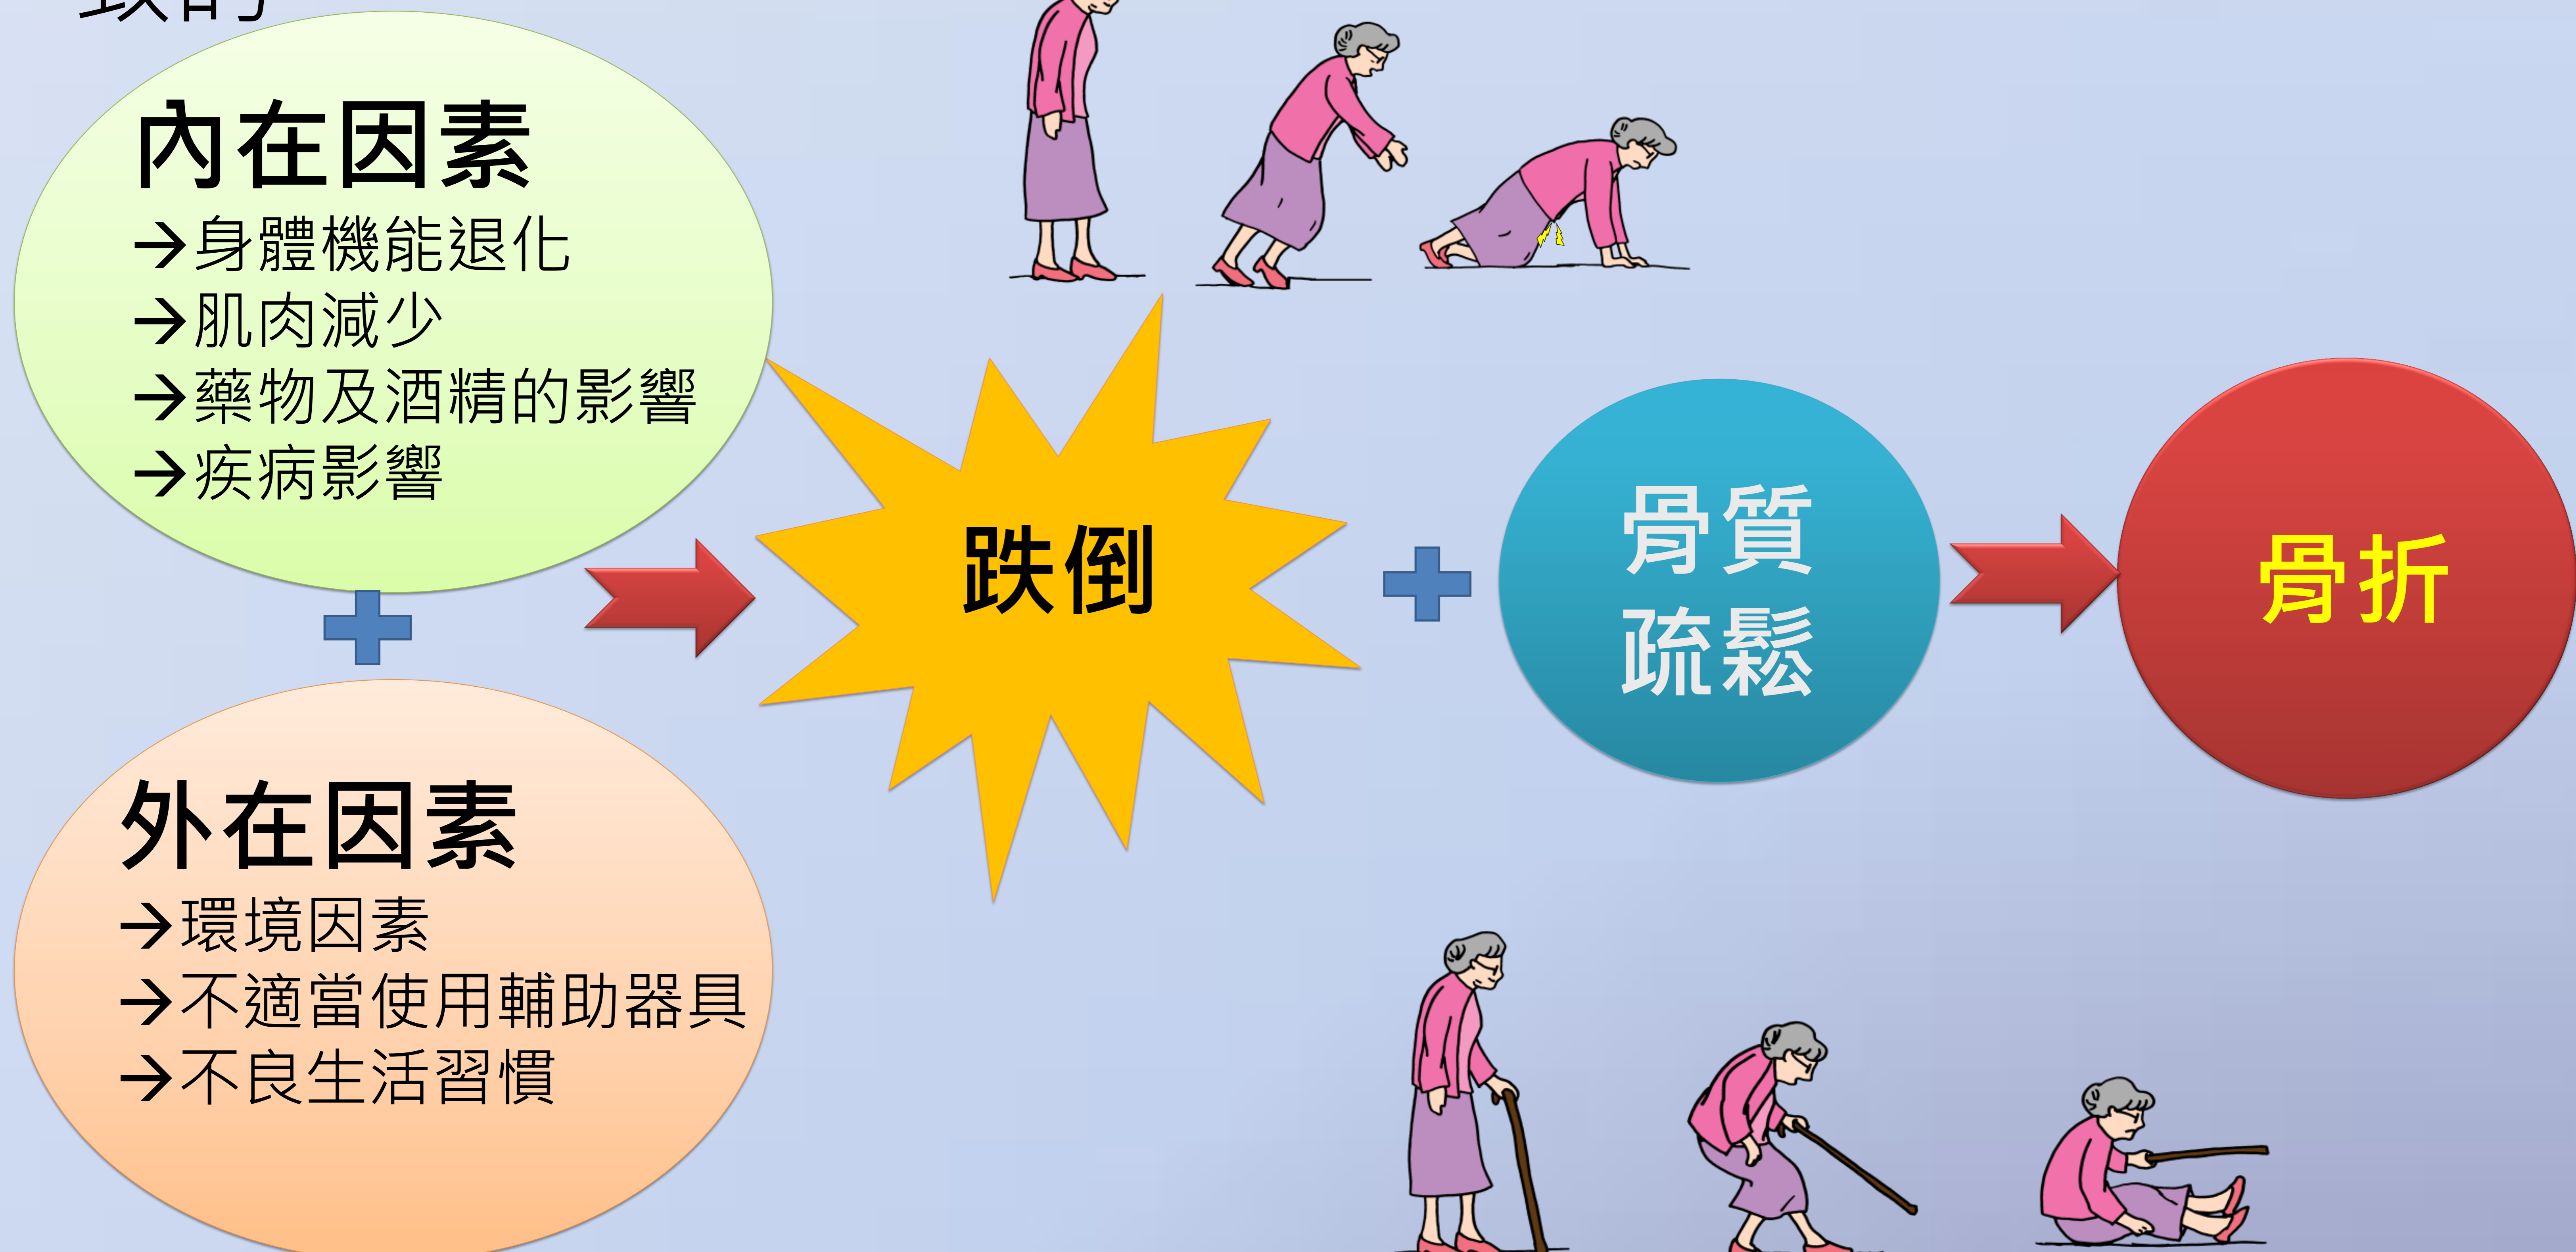 內在因素
→身體機能退化
→肌肉減少
→藥物及酒精的影響
→疾病影響
跌倒
骨質
疏鬆
骨折
外在因素
→環境因素
→不適當使用輔助器具
→不良生活習慣